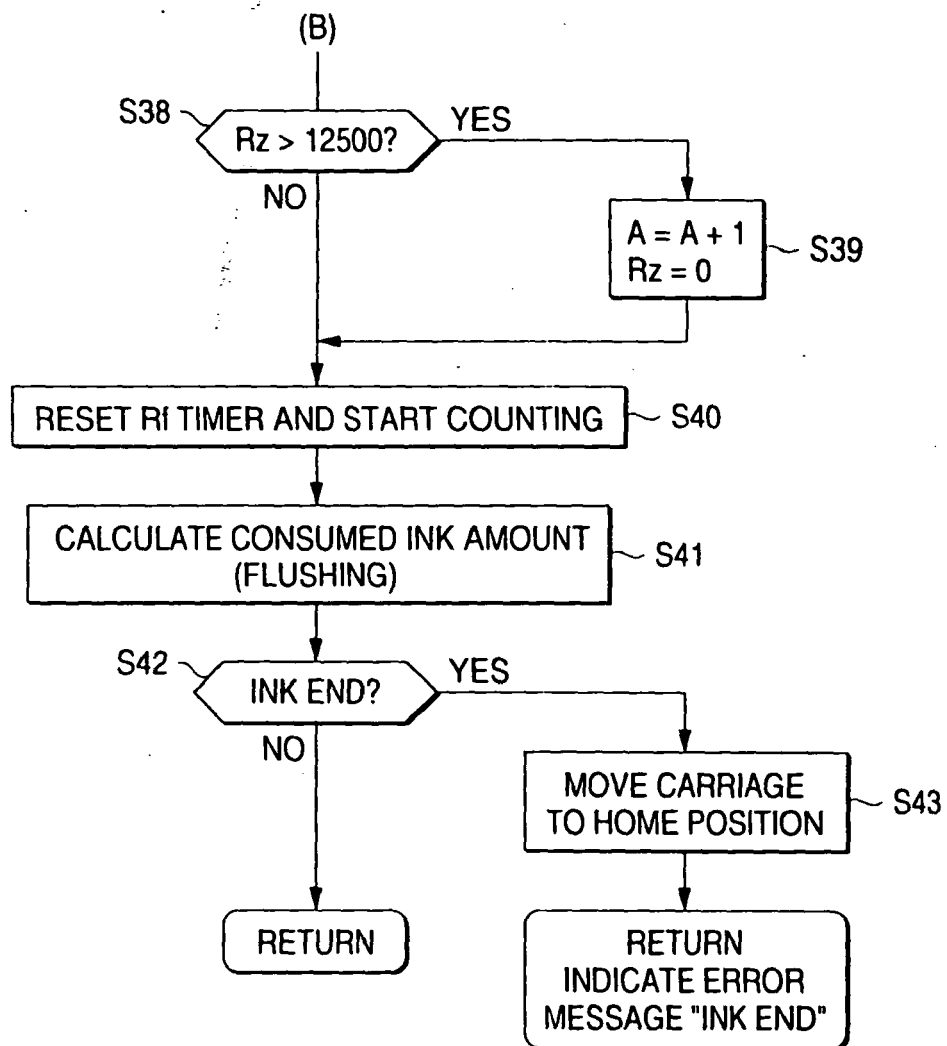 (B)
S38
Rz > 12500?
YES
NO
A = A + 1
Rz = 0
S39
RESET Rf TIMER AND START COUNTING
S40
CALCULATE CONSUMED INK AMOUNT
(FLUSHING)
S41
S42
INK END?
YES
NO
MOVE CARRIAGE
TO HOME POSITION
S43
RETURN
RETURN
INDICATE ERROR
MESSAGE "INK END"